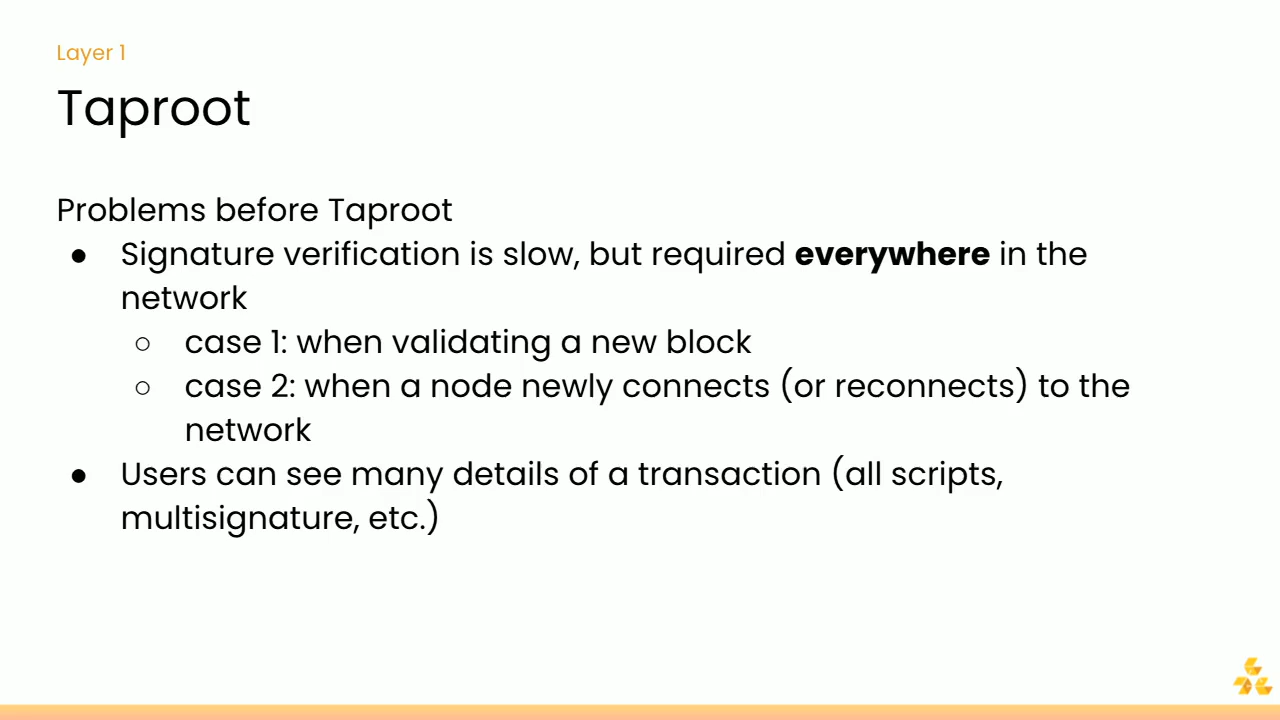 Layer 1
Taproot
Problems before Taproot
● Signature verification is slow, but required everywhere in the
network
○ case 1: when validating a new block
○ case 2: when a node newly connects (or reconnects) to the
network
● Users can see many details of a transaction (all scripts,
multisignature, etc.)